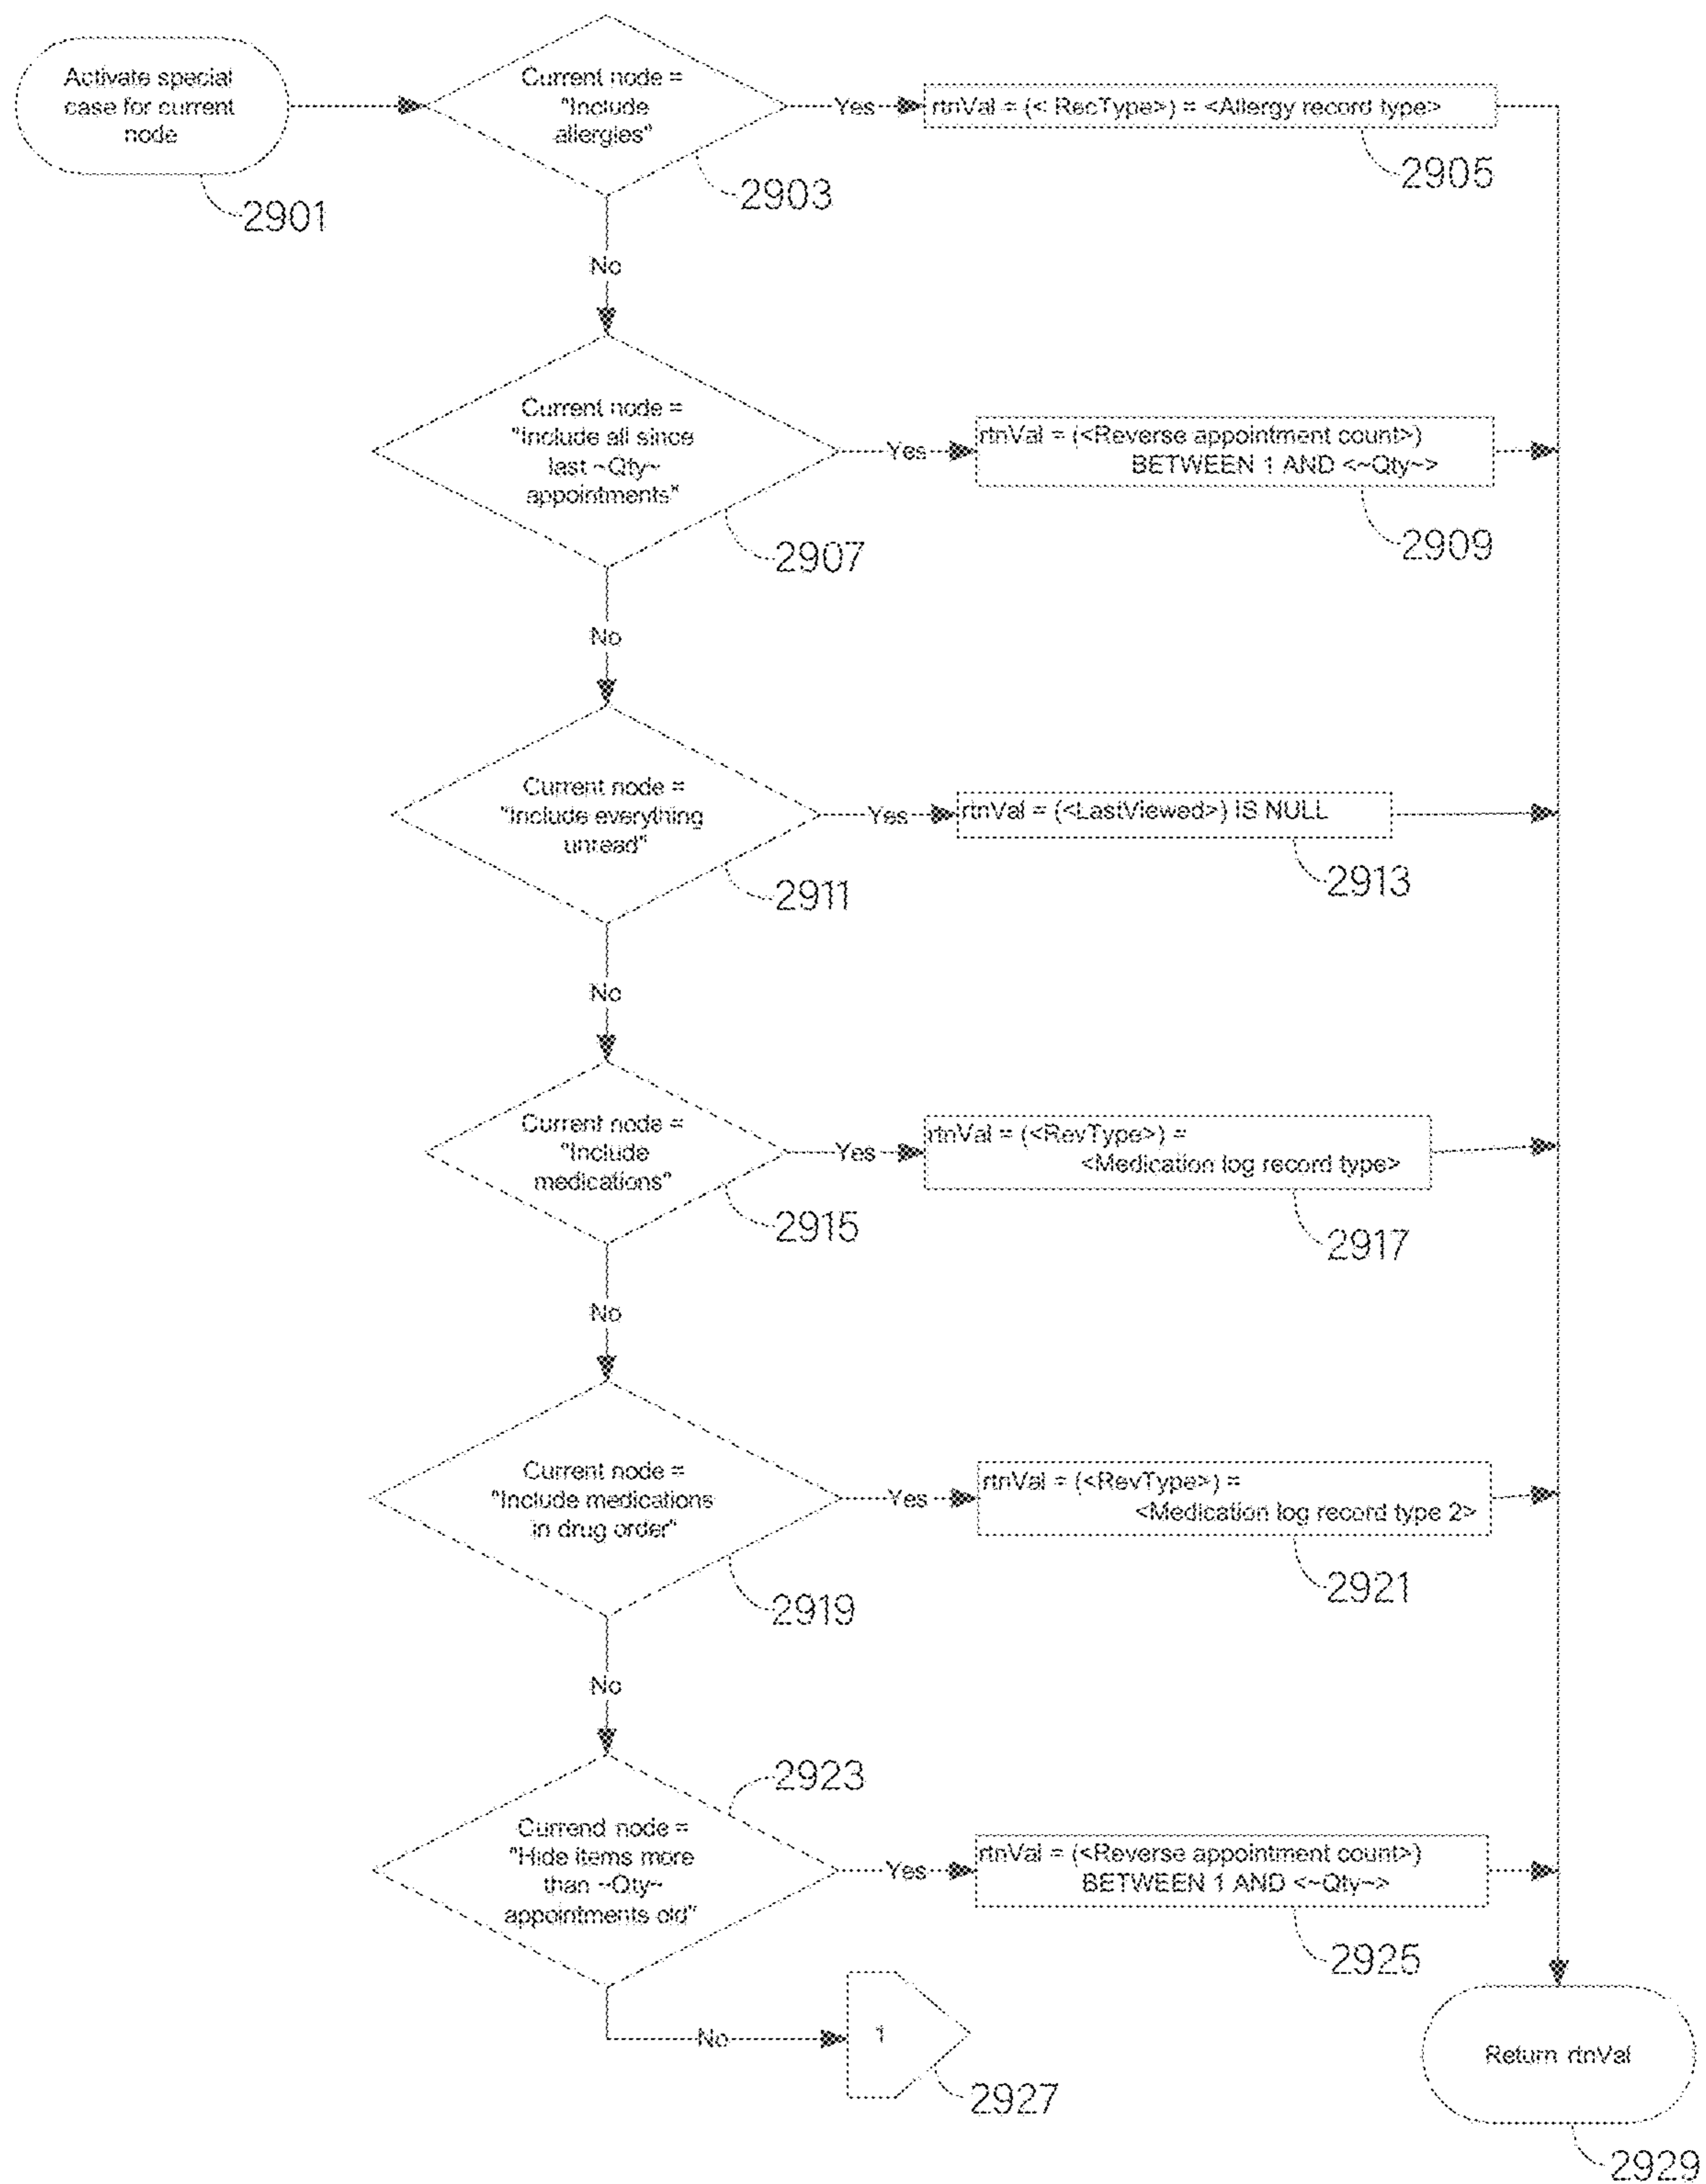 Activate special
case for current
node
2901
Current node =
"Include
allergies"
2903
Yes
rtnVal = (< RecType>) = <Allergy record type>
2905
No
Current node =
"Include all since
last ~Qty~
appointments"
2907
Yes
rtnVal = (<Reverse appointment count>)
BETWEEN 1 AND <~Qty~>
2909
No
Current node =
"Include everything
unread"
2911
Yes
rtnVal = (<LastViewed>) IS NULL
2913
No
Current node =
"Include
medications"
2915
Yes
rtnVal = (<RevType>) =
<Medication log record type>
2917
No
Current node =
"Include medications
in drug order"
2919
Yes
rtnVal = (<RevType>) =
<Medication log record type 2>
2921
No
2923
Currend node =
"Hide items more
than ~Qty~
appointments old"
Yes
rtnVal = (<Reverse appointment count>)
BETWEEN 1 AND <~Qty~>
2925
No
1
2927
Return rtnVal
2929